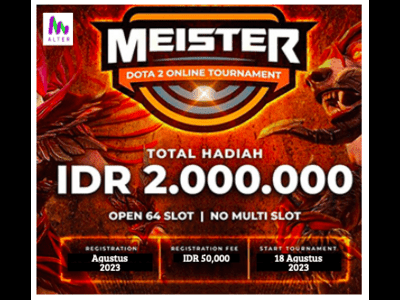 ALTER
MEISTER
DOTA 2 ONLINE TOURNAMENT
TOTAL HADIAH
IDR 2.000.000
OPEN 64 SLOT | NO MULTI SLOT
REGISTRATION
Agustus
2023
REGISTRATION FEE
IDR 50,000
START TOURNAMENT
18 Agustus
2023